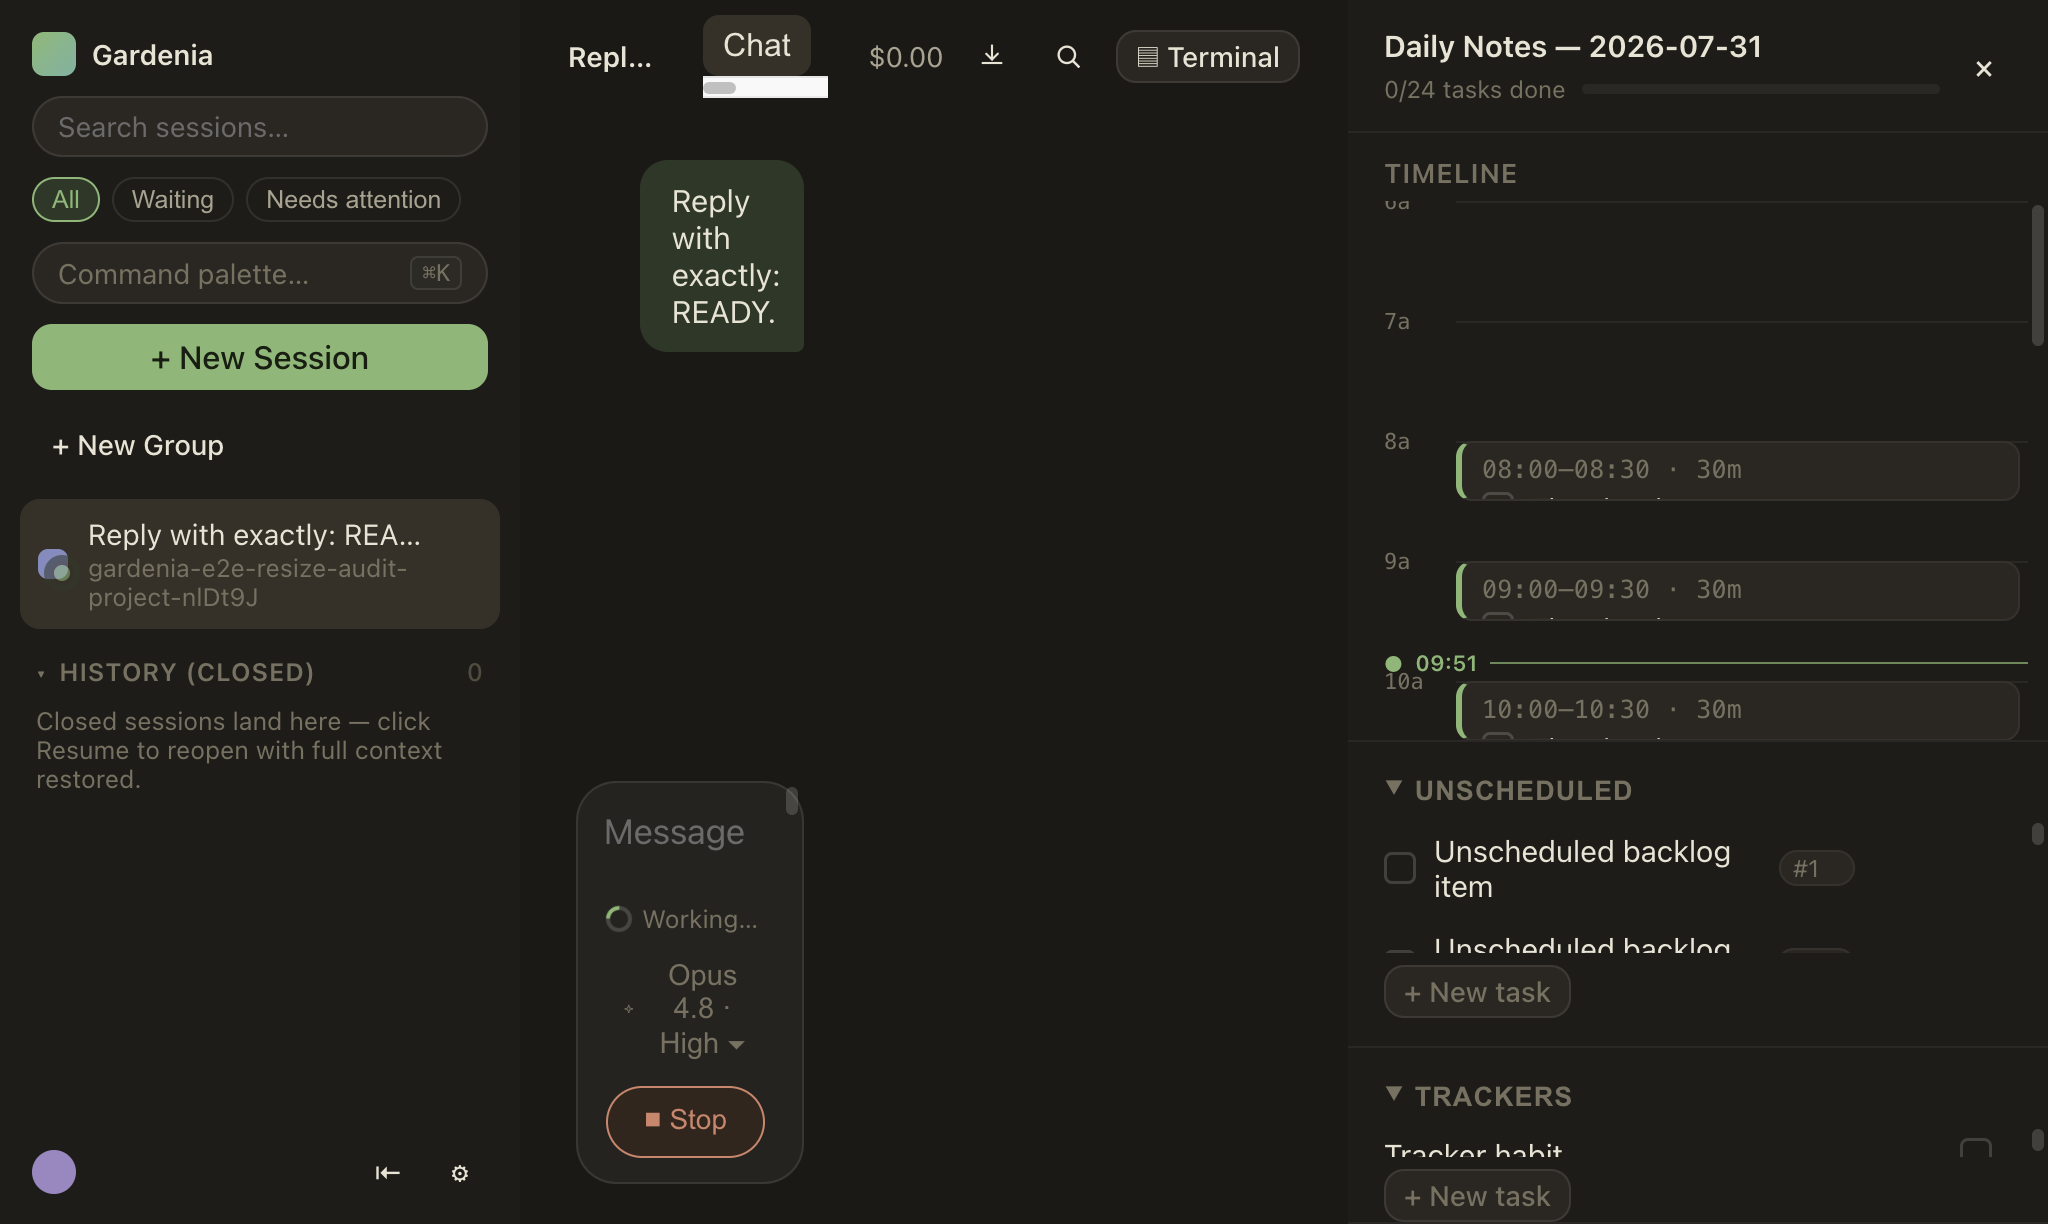 Gardenia
Search sessions...
All
Waiting
Needs attention
Command palette...
⌘K
+ New Session
+ New Group
Reply with exactly: REA...
gardenia-e2e-resize-audit-
project-nlDt9J
HISTORY (CLOSED)
0
Closed sessions land here — click
Resume to reopen with full context
restored.
Repl...
Chat
$0.00
Terminal
Reply
with
exactly:
READY.
Message
Working...
Opus
4.8 ·
High
Stop
Daily Notes — 2026-07-31
0/24 tasks done
TIMELINE
6a
7a
8a
08:00–08:30 · 30m
9a
09:00–09:30 · 30m
09:51
10a
10:00–10:30 · 30m
UNSCHEDULED
Unscheduled backlog
item
#1
Unscheduled backlog
+ New task
TRACKERS
Tracker habit
+ New task